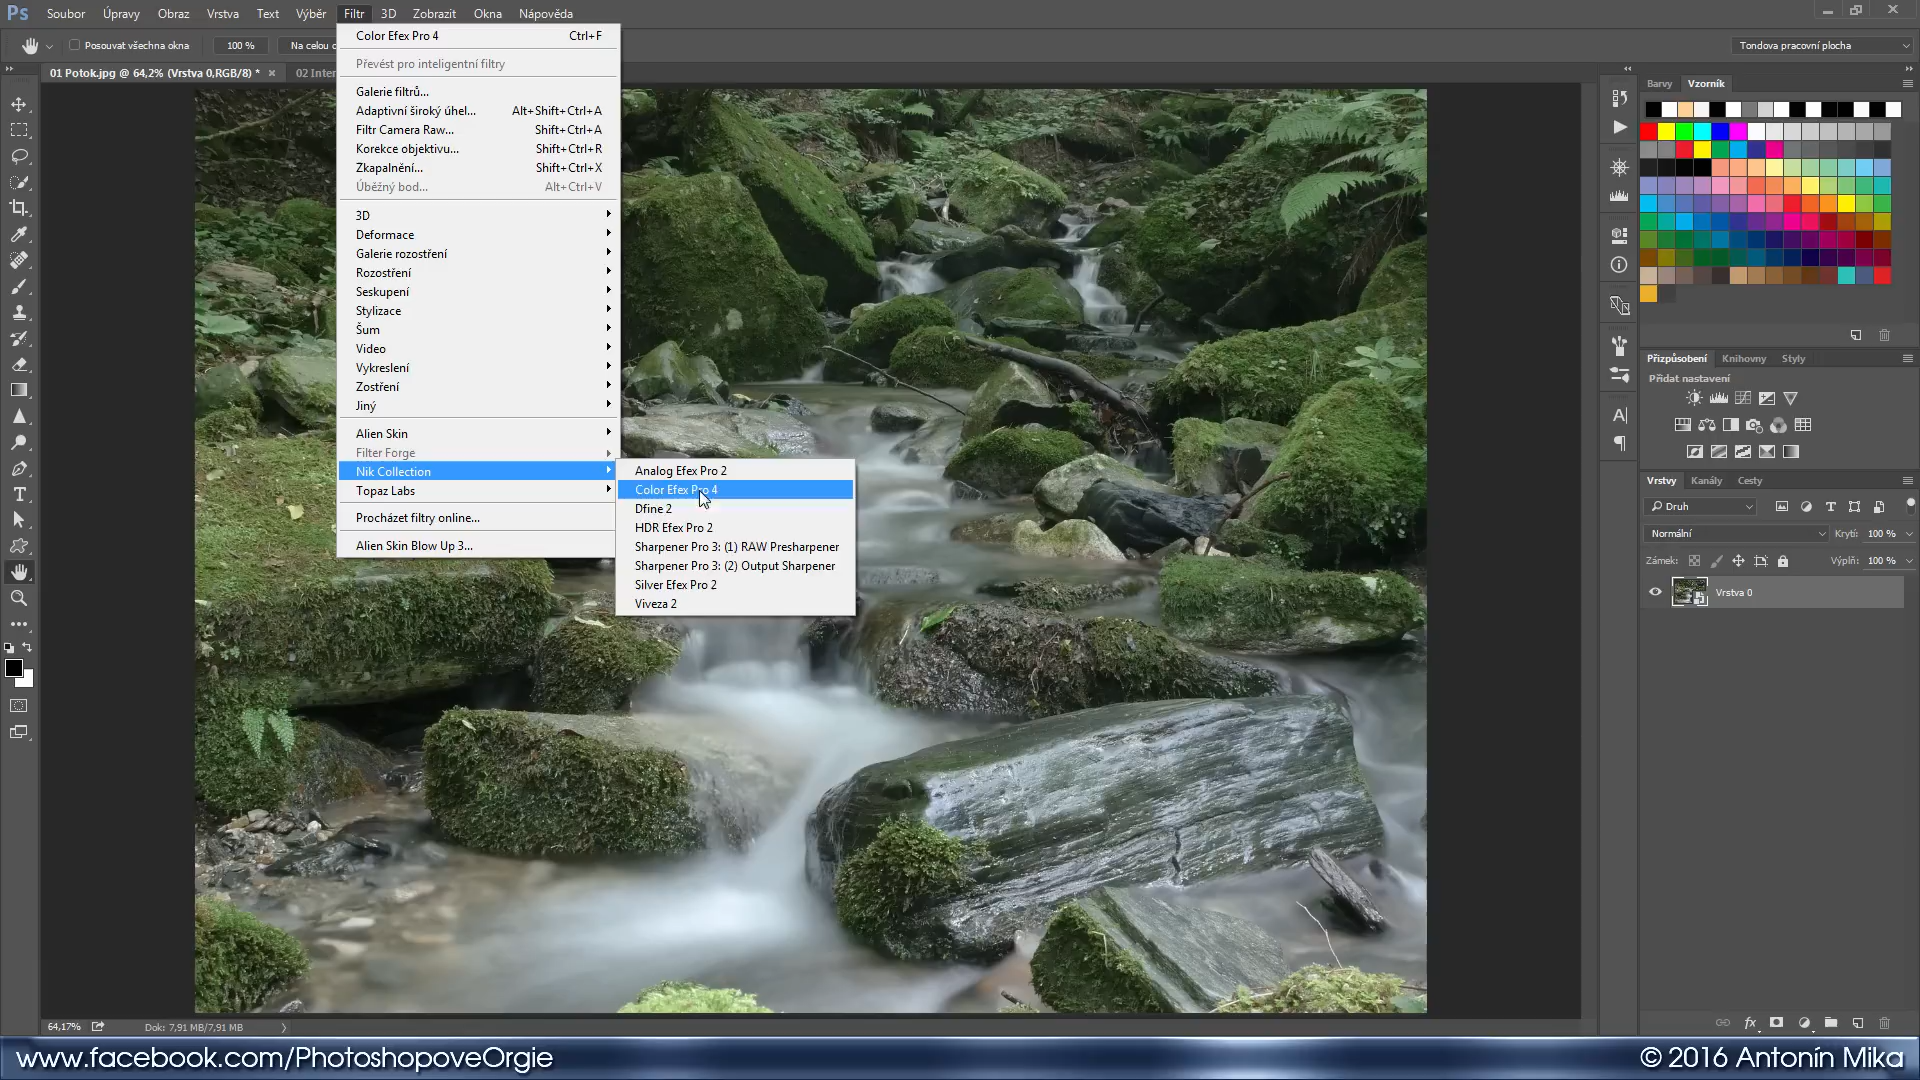 Ps Soubor Úpravy Obraz Vrstva Text Výběr Filtr 3D Zobrazit Okna Nápověda
Posouvat všechna okna 100 % Na celou o Tondova pracovní plocha
01 Potok.jpg @ 64,2% (Vrstva 0,RGB/8) * × 02 Inter
Color Efex Pro 4 Ctrl+F
Převést pro inteligentní filtry
Galerie filtrů...
Adaptivní široký úhel... Alt+Shift+Ctrl+A
Filtr Camera Raw... Shift+Ctrl+A
Korekce objektivu... Shift+Ctrl+R
Zkapalnění... Shift+Ctrl+X
Úběžný bod... Alt+Ctrl+V
3D
Deformace
Galerie rozostření
Rozostření
Seskupení
Stylizace
Šum
Video
Vykreslení
Zostření
Jiný
Alien Skin
Filter Forge
Nik Collection
Topaz Labs
Procházet filtry online...
Alien Skin Blow Up 3...
Analog Efex Pro 2
Color Efex Pro 4
Dfine 2
HDR Efex Pro 2
Sharpener Pro 3: (1) RAW Presharpener
Sharpener Pro 3: (2) Output Sharpener
Silver Efex Pro 2
Viveza 2
Barvy Vzorník
Přizpůsobení Knihovny Styly
Přidat nastavení
Vrstvy Kanály Cesty
Druh
Normální Krytí: 100 %
Zámek: Výplň: 100 %
Vrstva 0
64,17% Dok: 7,91 MB/7,91 MB
www.facebook.com/PhotoshopoveOrgie © 2016 Antonín Mika